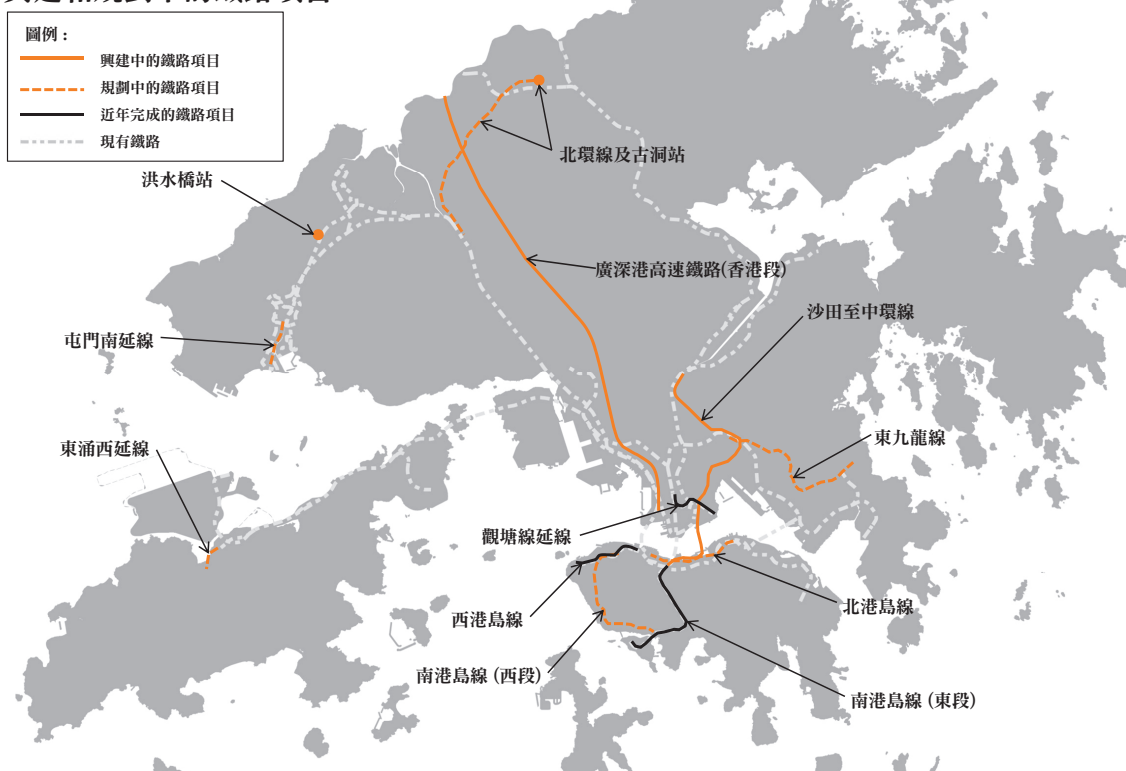 圖例：
興建中的鐵路項目
規劃中的鐵路項目
近年完成的鐵路項目
現有鐵路
北環線及古洞站
洪水橋站
廣深港高速鐵路(香港段)
沙田至中環線
屯門南延線
東九龍線
東涌西延線
觀塘線延線
北港島線
西港島線
南港島線 (西段)
南港島線 (東段)